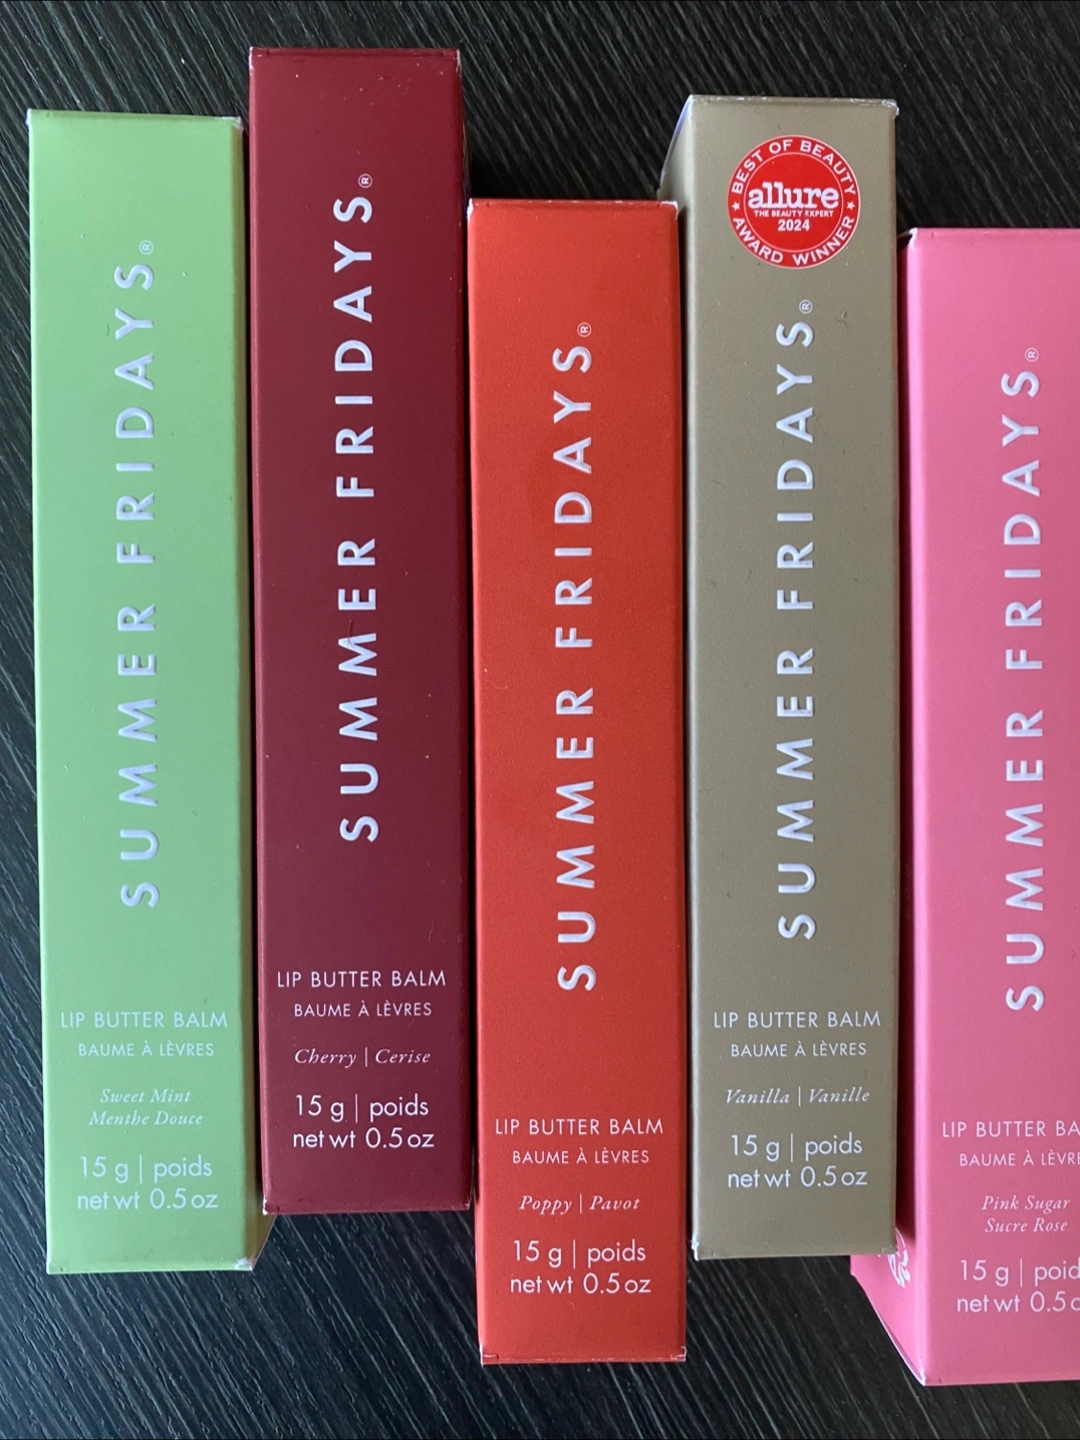 SUMMER FRIDAYS®
LIP BUTTER BALM
BAUME À LÈVRES
Sweet Mint
Menthe Douce
15 g | poids
net wt 0.5 oz
SUMMER FRIDAYS®
LIP BUTTER BALM
BAUME À LÈVRES
Cherry | Cerise
15 g | poids
net wt 0.5 oz
SUMMER FRIDAYS®
LIP BUTTER BALM
BAUME À LÈVRES
Poppy | Pavot
15 g | poids
net wt 0.5 oz
BEST OF BEAUTY
allure
THE BEAUTY EXPERT
2024
AWARD WINNER
SUMMER FRIDAYS®
LIP BUTTER BALM
BAUME À LÈVRES
Vanilla | Vanille
15 g | poids
net wt 0.5 oz
SUMMER FRIDAYS®
LIP BUTTER BA
BAUME À LÈVRE
Pink Sugar
Sucre Rose
15 g | poid
net wt 0.5 o